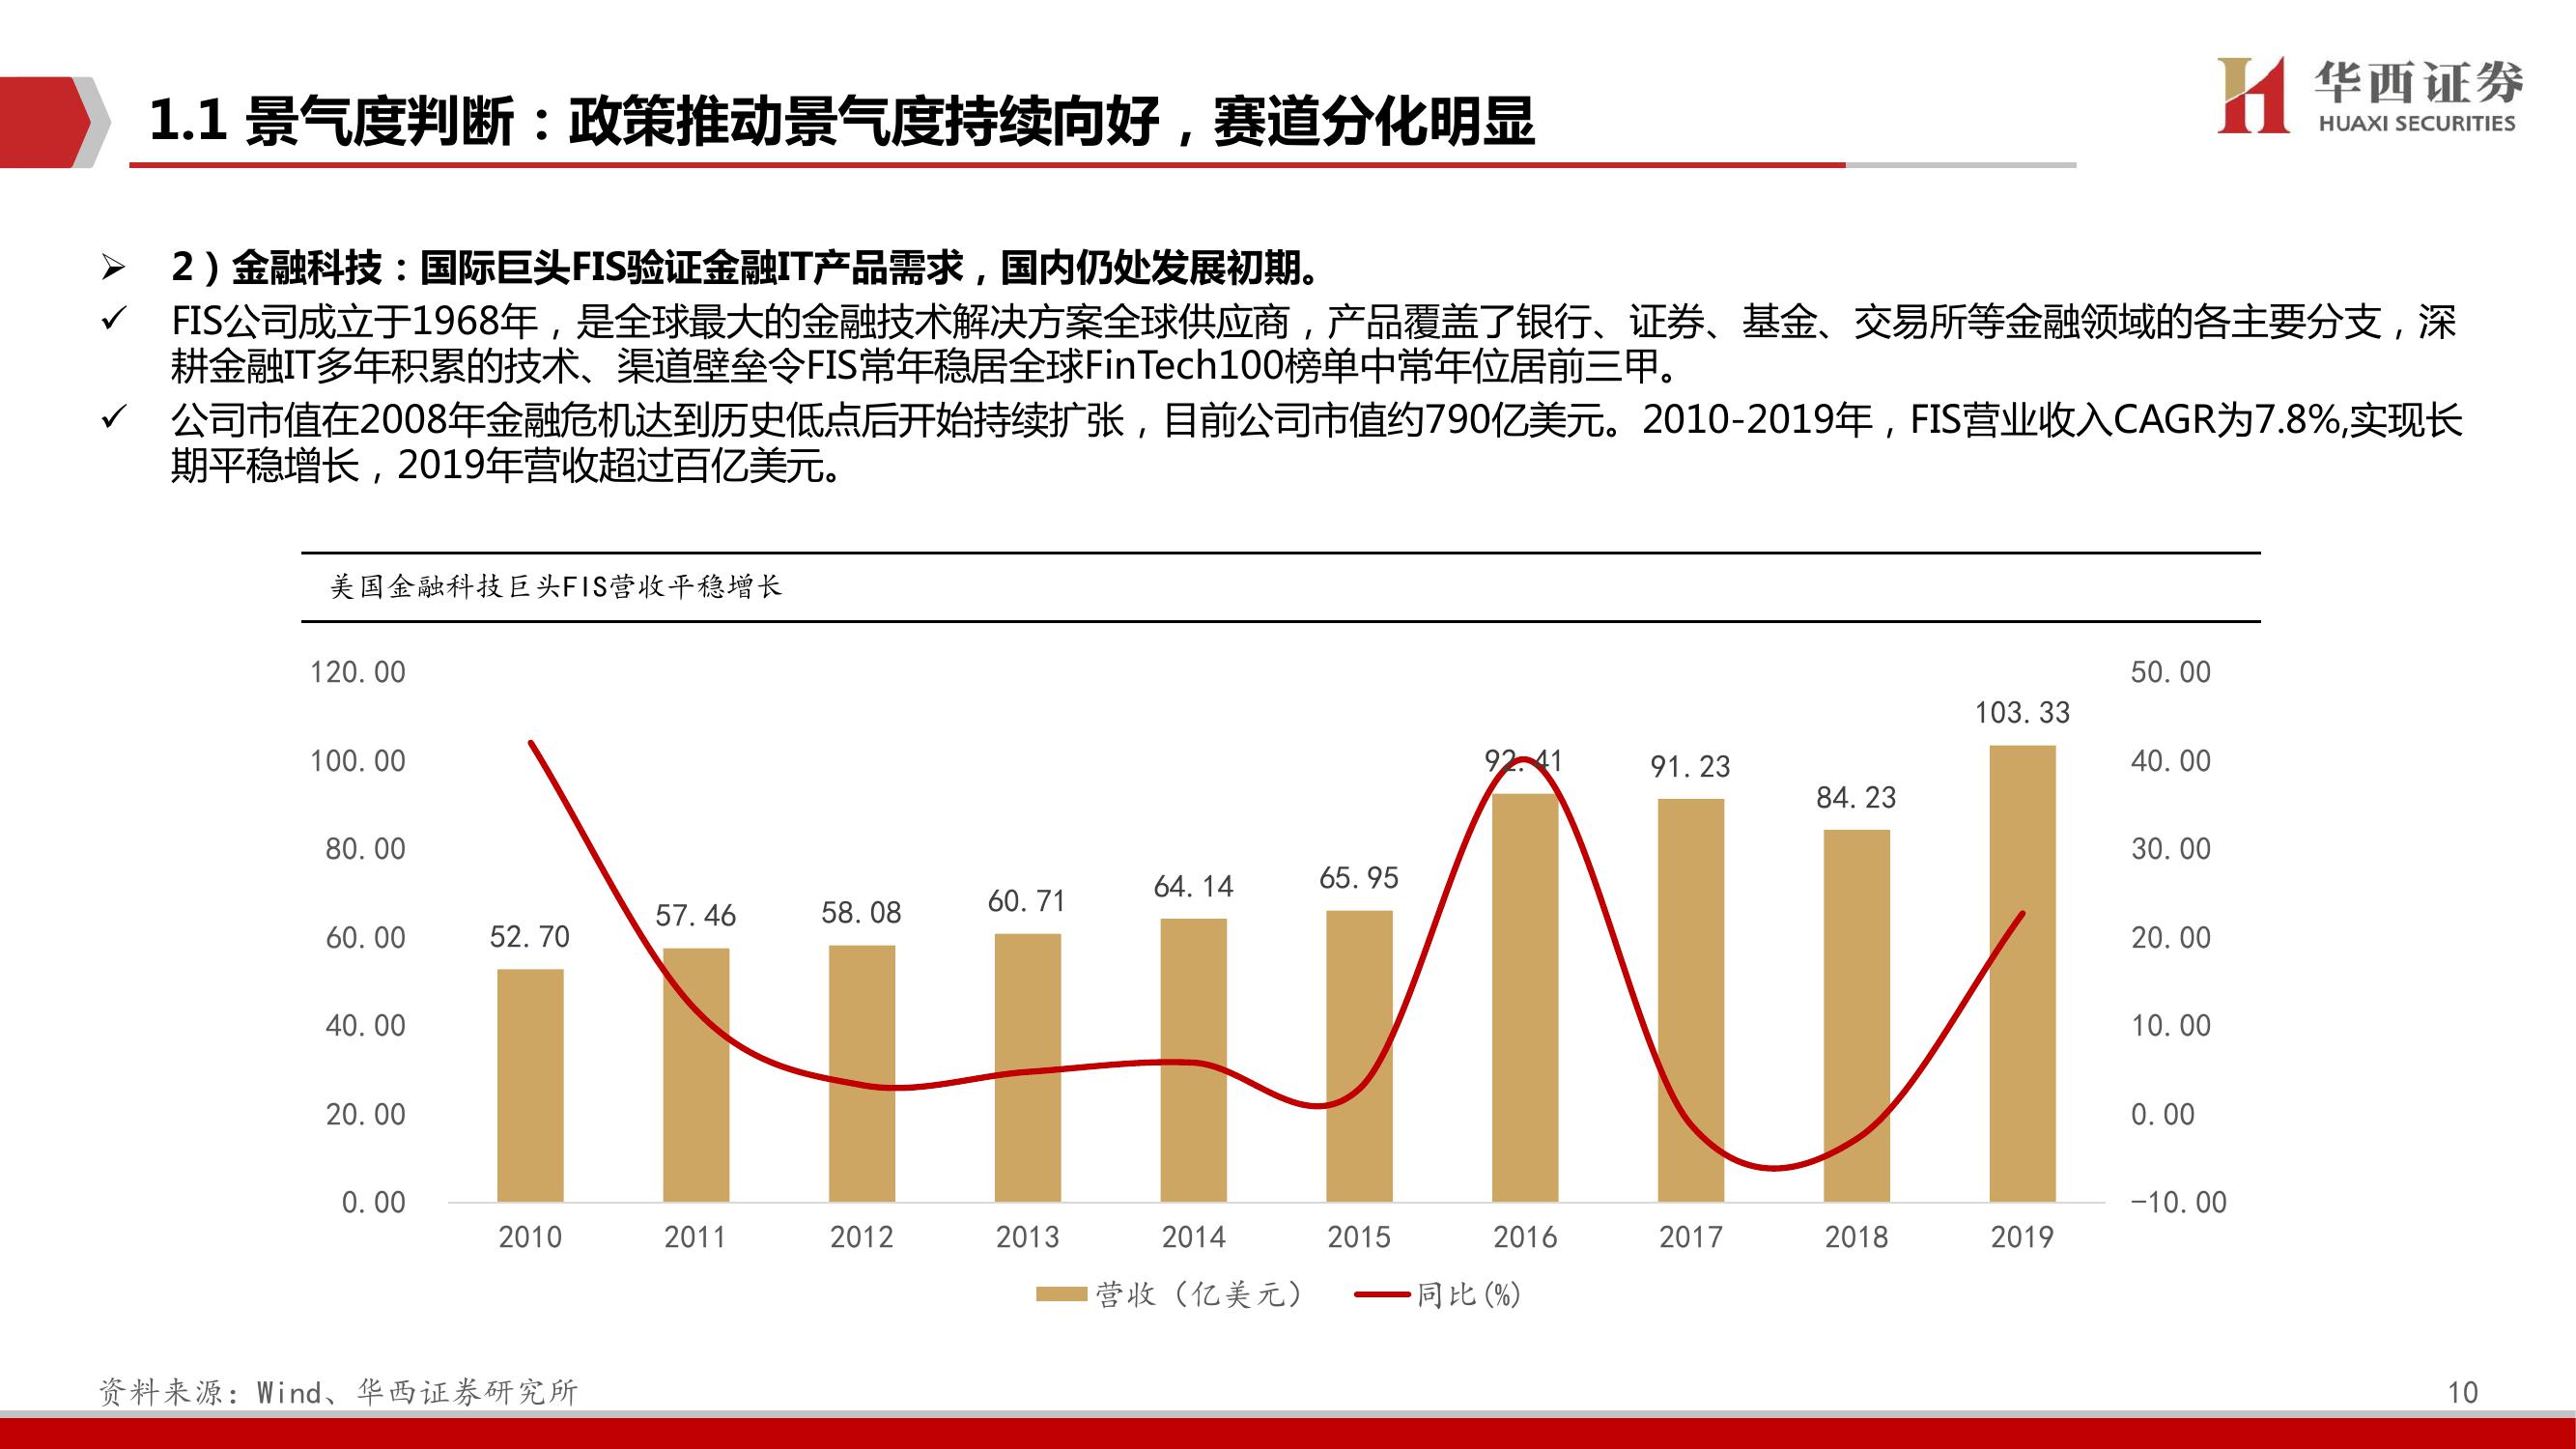 1.1 景气度判断：政策推动景气度持续向好，赛道分化明显
华西证券
HUAXI SECURITIES
2）金融科技：国际巨头FIS验证金融IT产品需求，国内仍处发展初期。
FIS公司成立于1968年，是全球最大的金融技术解决方案全球供应商，产品覆盖了银行、证券、基金、交易所等金融领域的各主要分支，深
耕金融IT多年积累的技术、渠道壁垒令FIS常年稳居全球FinTech100榜单中常年位居前三甲。
公司市值在2008年金融危机达到历史低点后开始持续扩张，目前公司市值约790亿美元。2010-2019年，FIS营业收入CAGR为7.8%,实现长
期平稳增长，2019年营收超过百亿美元。
美国金融科技巨头FIS营收平稳增长
120.00
100.00
80.00
60.00
40.00
20.00
0.00
52.70
57.46
58.08
60.71
64.14
65.95
92.41
91.23
84.23
103.33
50.00
40.00
30.00
20.00
10.00
0.00
-10.00
2010 2011 2012 2013 2014 2015 2016 2017 2018 2019
营收（亿美元） 同比(%)
资料来源：Wind、华西证券研究所
10